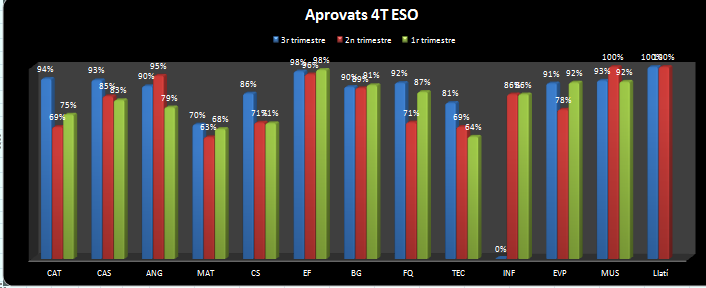 Aprovats 4T ESO
3r trimestre 2n trimestre 1r trimestre
94% 69% 75%
93% 85% 83%
90% 95% 79%
70% 63% 68%
86% 71% 71%
98% 96% 98%
90% 89% 91%
92% 71% 87%
81% 69% 64%
0% 86% 86%
91% 78% 92%
93% 100% 92%
100% 100%
CAT CAS ANG MAT CS EF BG FQ TEC INF EVP MUS Llatí